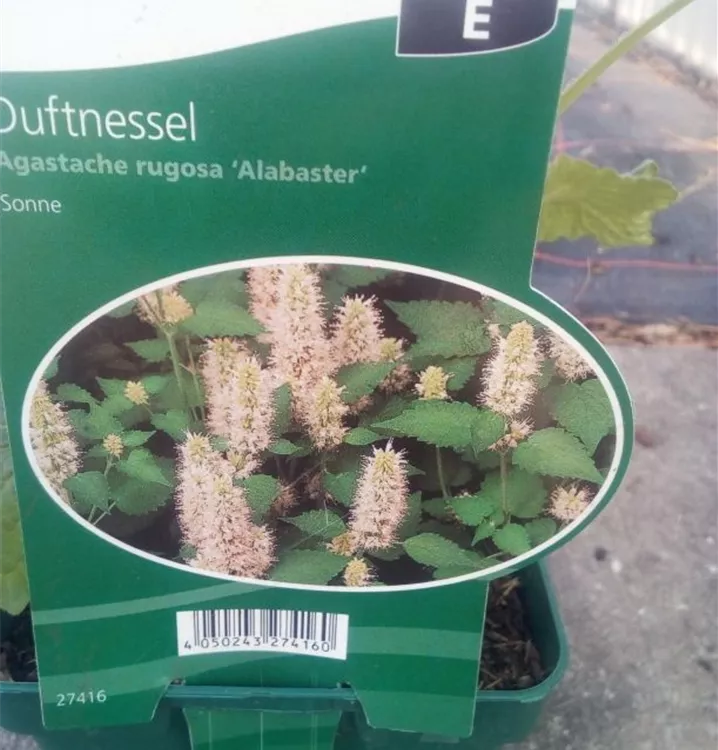 E
Duftnessel
Agastache rugosa 'Alabaster'
Sonne
4 050243 274160
27416